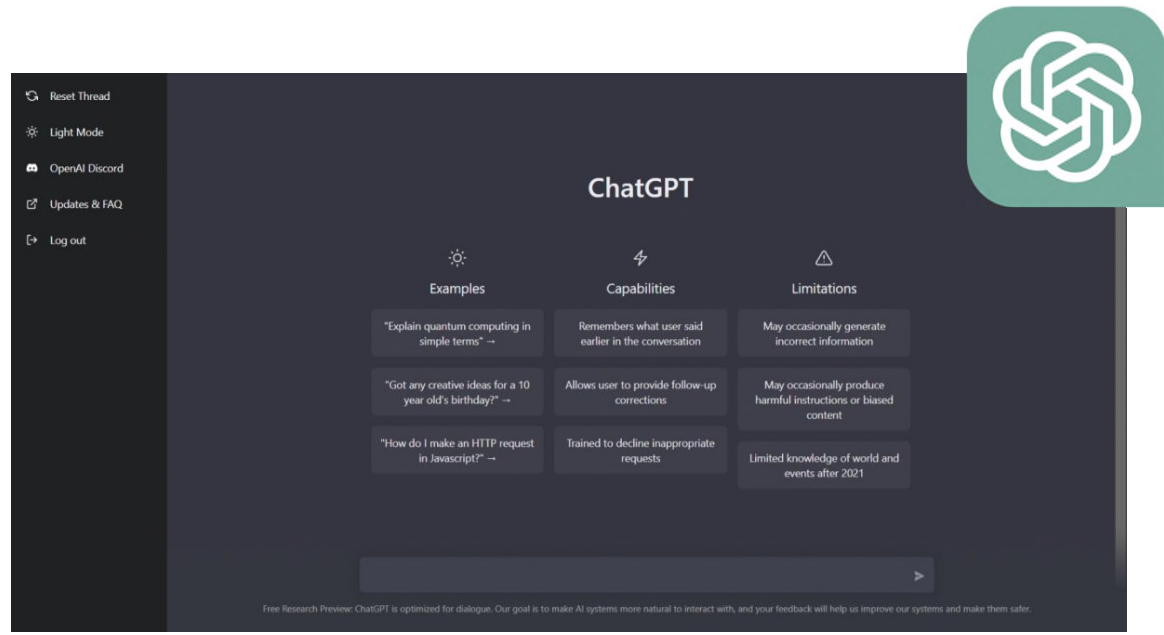 Reset Thread
Light Mode
OpenAI Discord
Updates & FAQ
Log out
ChatGPT
Examples
"Explain quantum computing in
simple terms" →
"Got any creative ideas for a 10
year old's birthday?" →
"How do I make an HTTP request
in Javascript?" →
Capabilities
Remembers what user said
earlier in the conversation
Allows user to provide follow-up
corrections
Trained to decline inappropriate
requests
Limitations
May occasionally generate
incorrect information
May occasionally produce
harmful instructions or biased
content
Limited knowledge of world and
events after 2021
Free Research Preview: ChatGPT is optimized for dialogue. Our goal is to make AI systems more natural to interact with, and your feedback will help us improve our systems and make them safer.